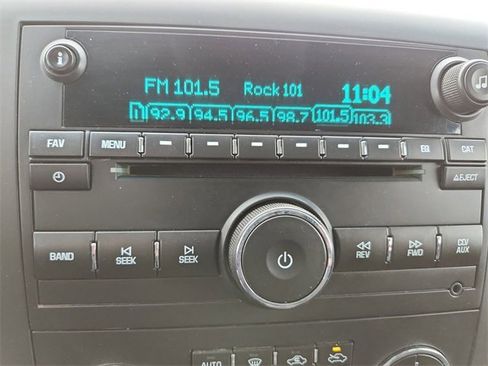 FM 101.5 Rock 101 11:04
1 92.9 94.5 96.5 98.7 101.5 103.3
FAV MENU EQ CAT
EJECT
BAND SEEK SEEK REV FWD CD/AUX
AUTO